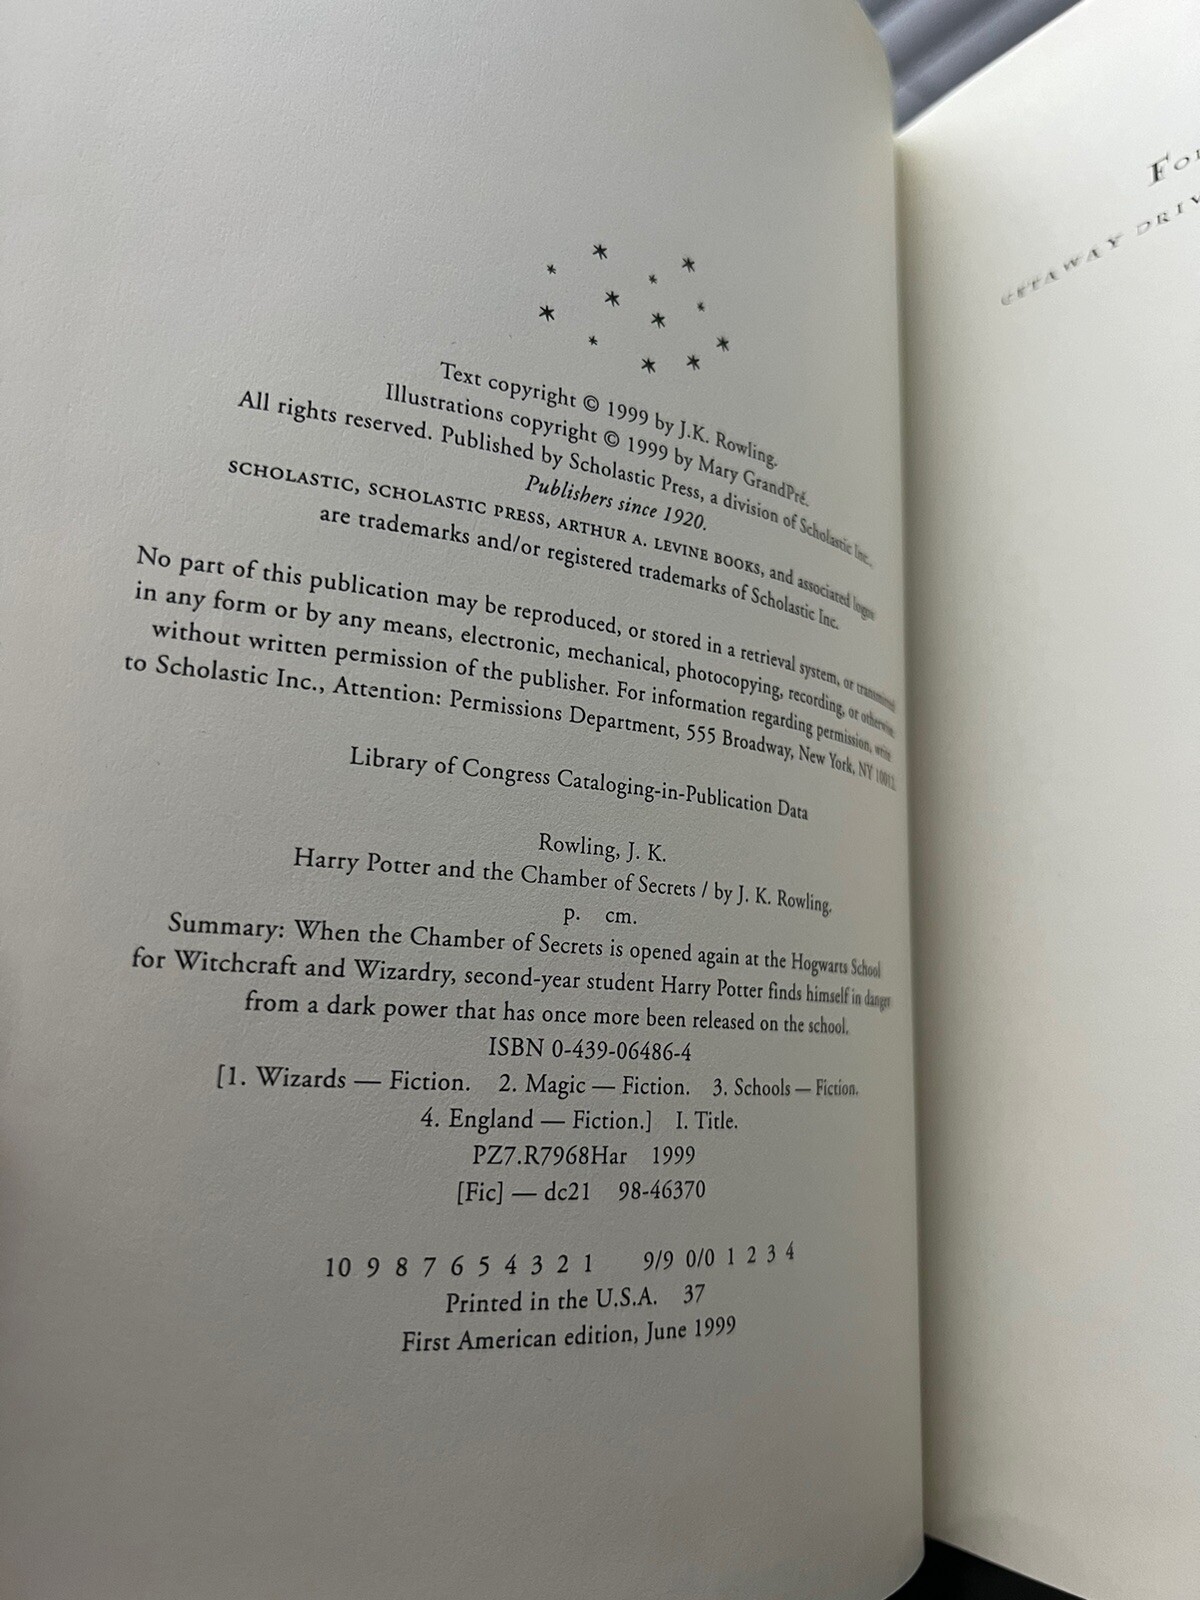 Text copyright © 1999 by J.K. Rowling.
Illustrations copyright © 1999 by Mary GrandPré.
All rights reserved. Published by Scholastic Press, a division of Scholastic Inc.,
Publishers since 1920.
SCHOLASTIC, SCHOLASTIC PRESS, ARTHUR A. LEVINE BOOKS, and associated logos
are trademarks and/or registered trademarks of Scholastic Inc.
No part of this publication may be reproduced, or stored in a retrieval system, or transmitted
in any form or by any means, electronic, mechanical, photocopying, recording, or otherwise,
without written permission of the publisher. For information regarding permission, write
to Scholastic Inc., Attention: Permissions Department, 555 Broadway, New York, NY 10012.
Library of Congress Cataloging-in-Publication Data
Rowling, J. K.
Harry Potter and the Chamber of Secrets / by J. K. Rowling.
p. cm.
Summary: When the Chamber of Secrets is opened again at the Hogwarts School
for Witchcraft and Wizardry, second-year student Harry Potter finds himself in danger
from a dark power that has once more been released on the school.
ISBN 0-439-06486-4
[1. Wizards — Fiction. 2. Magic — Fiction. 3. Schools — Fiction.
4. England — Fiction.] I. Title.
PZ7.R7968Har 1999
[Fic] — dc21 98-46370
10 9 8 7 6 5 4 3 2 1 9/9 0/0 1 2 3 4
Printed in the U.S.A. 37
First American edition, June 1999
GETAWAY